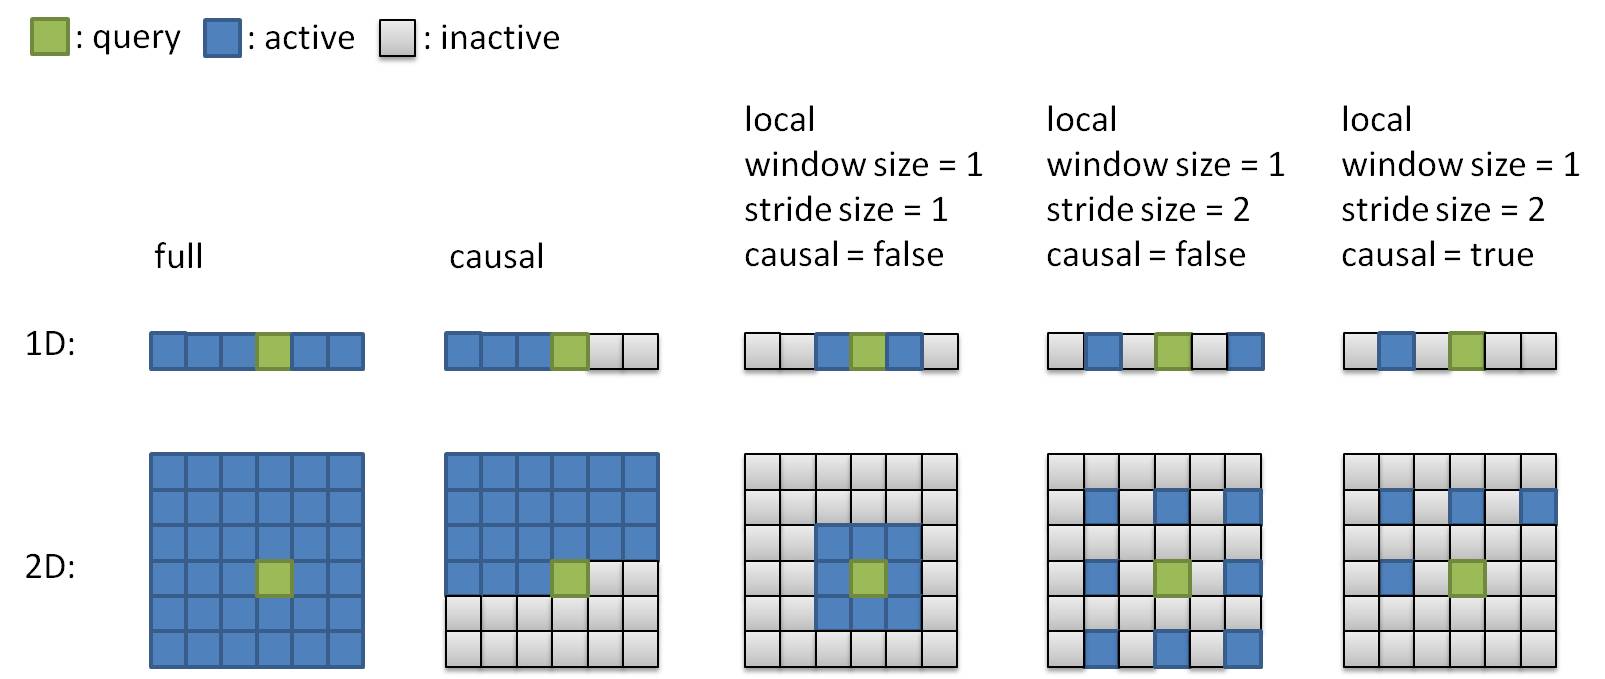 : query : active : inactive
full
causal
local
window size = 1
stride size = 1
causal = false
local
window size = 1
stride size = 2
causal = false
local
window size = 1
stride size = 2
causal = true
1D:
2D: